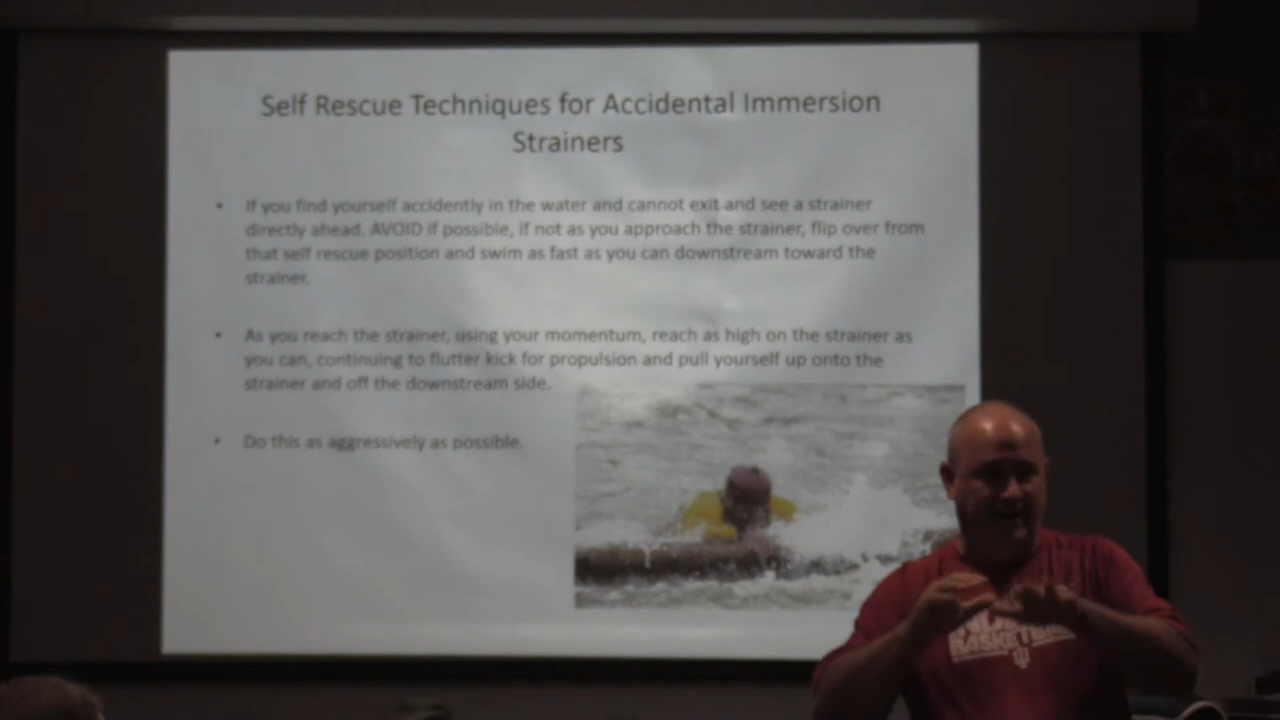 Self Rescue Techniques for Accidental Immersion
Strainers
• If you find yourself accidently in the water and cannot exit and see a strainer
directly ahead. AVOID if possible, if not as you approach the strainer, flip over from
that self rescue position and swim as fast as you can downstream toward the
strainer.
• As you reach the strainer, using your momentum, reach as high on the strainer as
you can, continuing to flutter kick for propulsion and pull yourself up onto the
strainer and off the downstream side.
• Do this as aggressively as possible.
BASKETBALL